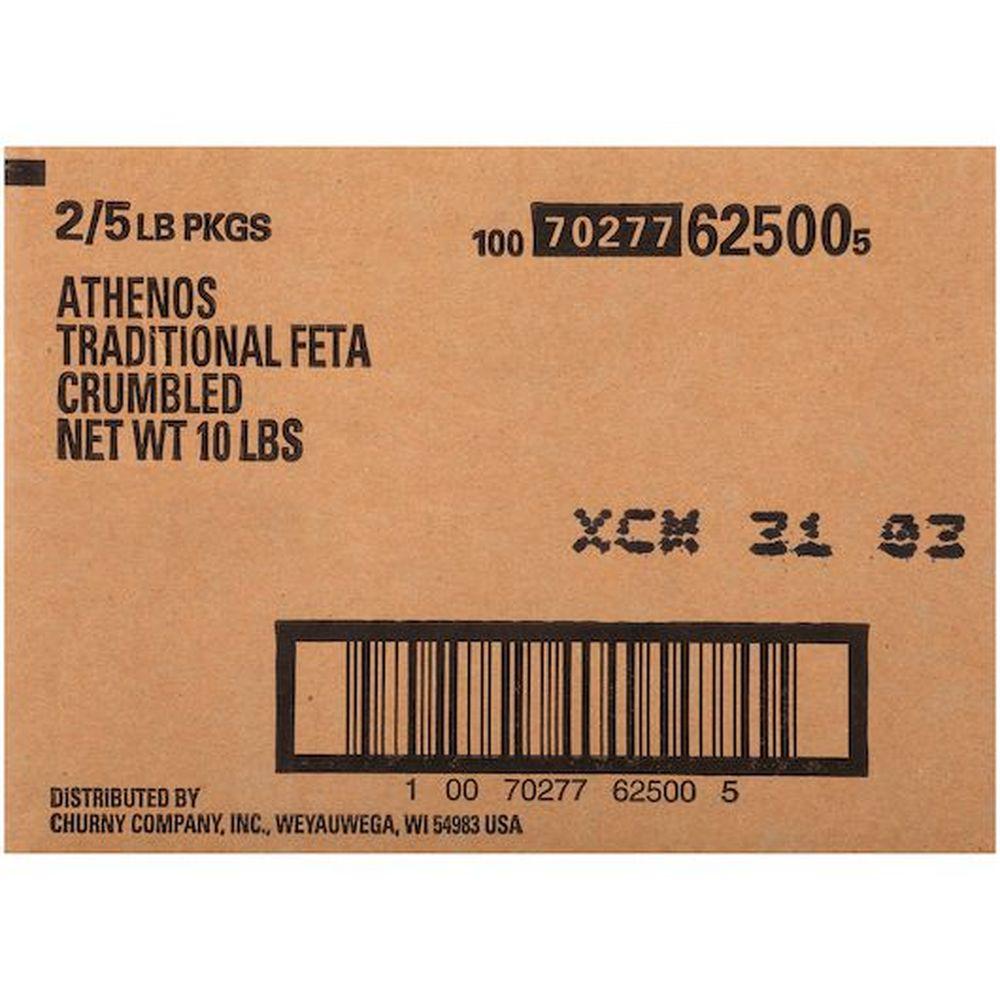 2/5 LB PKGS
100 70277 62500 5
ATHENOS
TRADITIONAL FETA
CRUMBLED
NET WT 10 LBS
XCM 31 03
1 00 70277 62500 5
DISTRIBUTED BY
CHURNY COMPANY, INC., WEYAUWEGA, WI 54983 USA